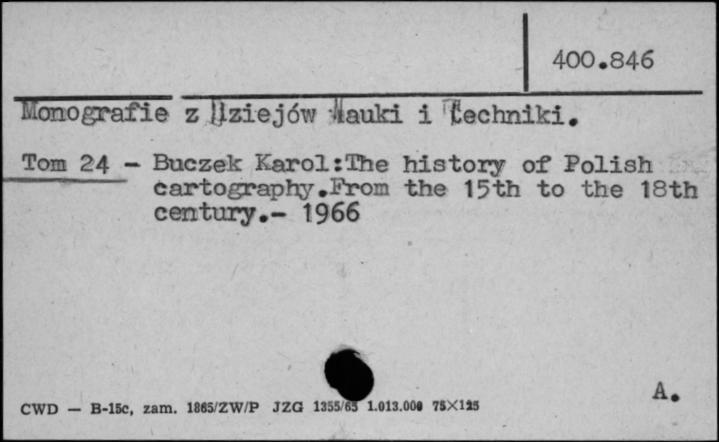 400.846
Monografie z Dziejów Nauki i Techniki.
Tom 24 - Buczek Karol:The history of Polish
cartography.From the 15th to the 18th
century.- 1966
A.
CWD — B-15c, zam. 1865/ZW/P JZG 1355/65 1.013.000 75X125